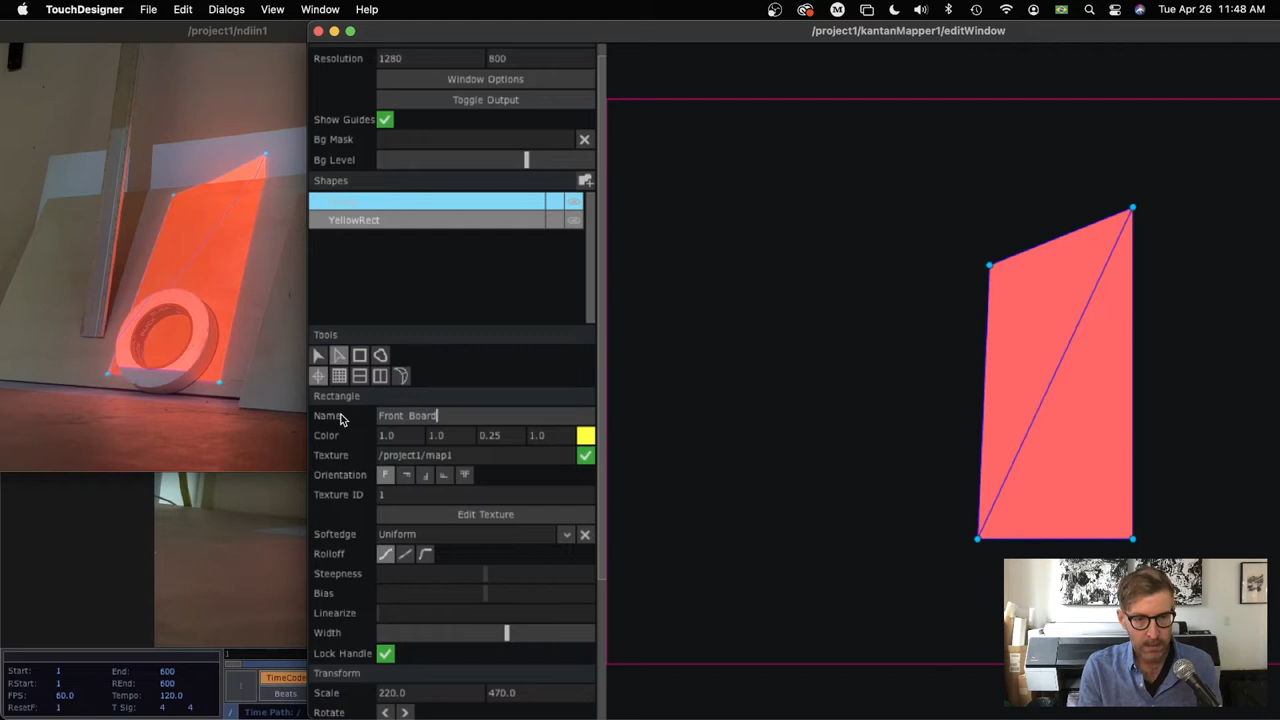 TouchDesigner File Edit Dialogs Window Help Tue Apr 26 11:48 AM
/project1/ndiin1 /project1/kantanMapper1/editWindow
Resolution 1280 800
Window Options
Toggle Output
Show Guides
Bg Mask
Bg Level
Shapes
YellowRect
Tools
Rectangle
Name Front Board
Color 1.0 1.0 0.25 1.0
Texture /project1/map1
Orientation
Texture ID 1
Edit Texture
Softedge Uniform
Rolloff
Steepness
Bias
Linearize
Width
Lock Handle
Transform
Scale 220.0 470.0
Rotate
Start: 1 End: 600
RStart: 1 REnd: 600
FPS: 60.0 Tempo: 120.0
ResetF: 1 T Sig: 4 4
1
TimeCode
Beats
/ Time Path: /